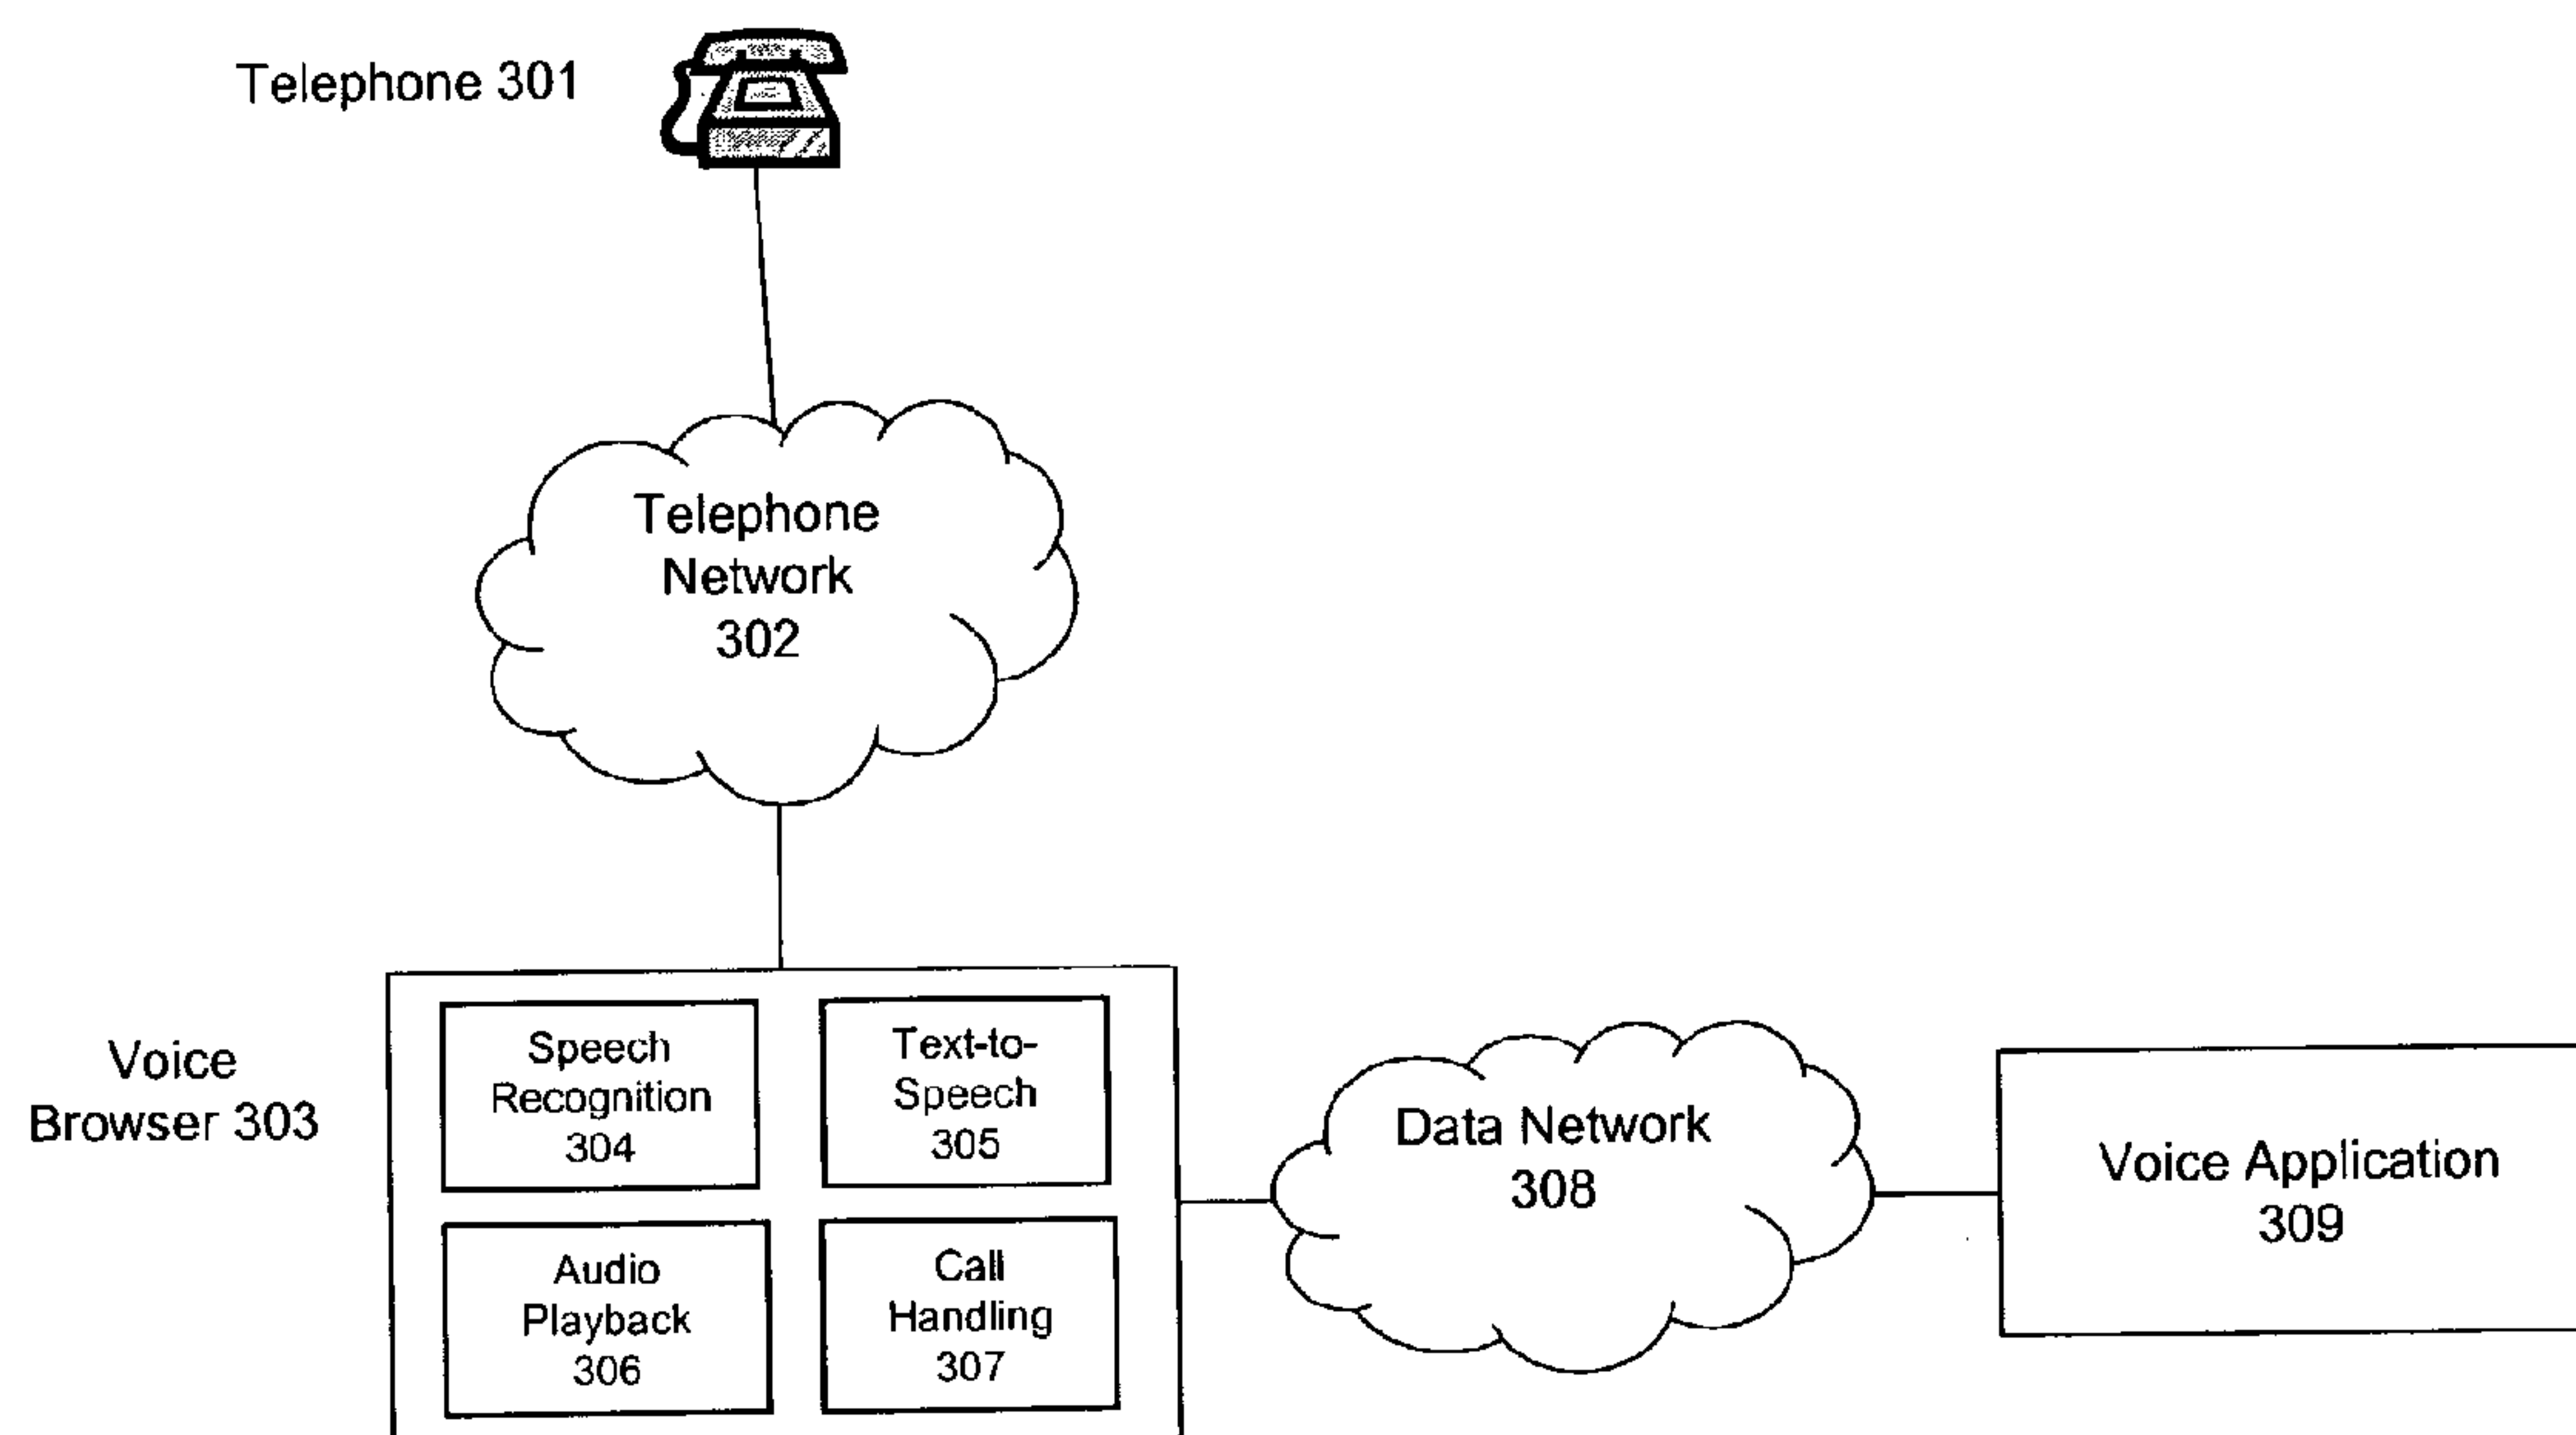 Telephone 301
Telephone
Network
302
Voice
Browser 303
Speech
Recognition
304
Text-to-
Speech
305
Audio
Playback
306
Call
Handling
307
Data Network
308
Voice Application
309